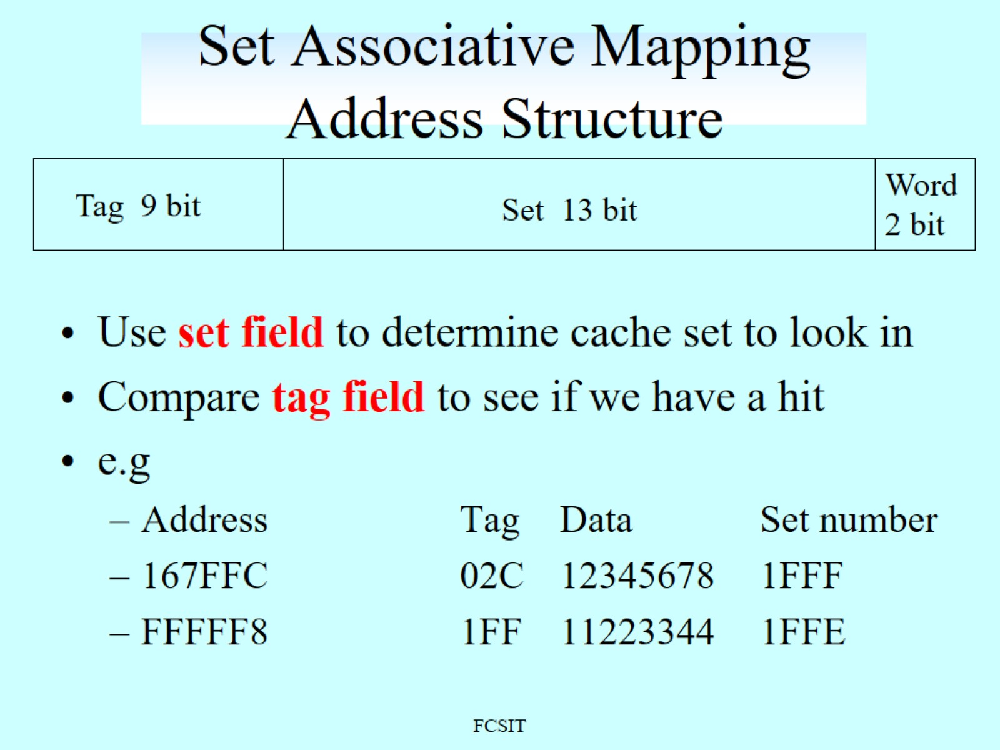 Set Associative Mapping
Address Structure
Tag 9 bit
Set 13 bit
Word
2 bit
• Use set field to determine cache set to look in
• Compare tag field to see if we have a hit
• e.g
– Address Tag Data Set number
– 167FFC 02C 12345678 1FFF
– FFFFF8 1FF 11223344 1FFE
FCSIT